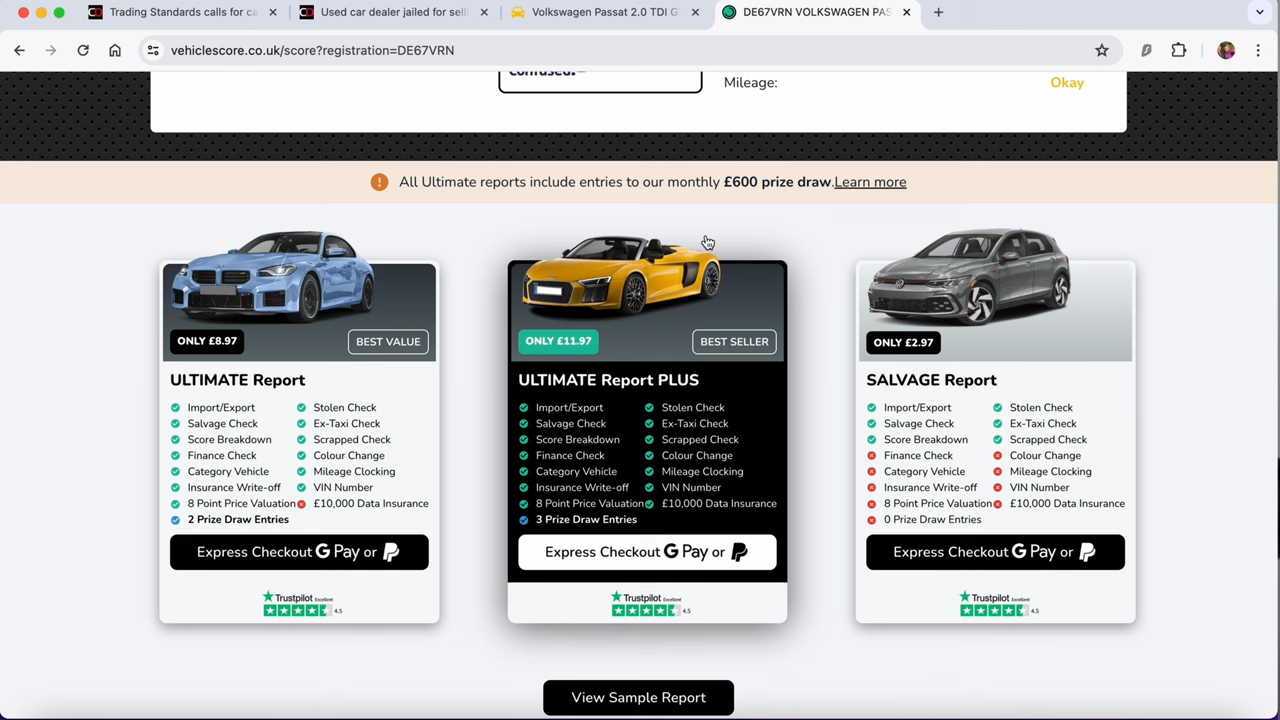 Trading Standards calls for ca
Used car dealer jailed for selli
Volkswagen Passat 2.0 TDI G
DE67VRN VOLKSWAGEN PAS
vehiclescore.co.uk/score?registration=DE67VRN
Confused.
Mileage:
Okay
All Ultimate reports include entries to our monthly £600 prize draw.Learn more
ONLY £8.97
BEST VALUE
ULTIMATE Report
Import/Export
Stolen Check
Salvage Check
Ex-Taxi Check
Score Breakdown
Scrapped Check
Finance Check
Colour Change
Category Vehicle
Mileage Clocking
Insurance Write-off
VIN Number
8 Point Price Valuation
£10,000 Data Insurance
2 Prize Draw Entries
Express Checkout G Pay or
Trustpilot Excellent
4.5
ONLY £11.97
BEST SELLER
ULTIMATE Report PLUS
Import/Export
Stolen Check
Salvage Check
Ex-Taxi Check
Score Breakdown
Scrapped Check
Finance Check
Colour Change
Category Vehicle
Mileage Clocking
Insurance Write-off
VIN Number
8 Point Price Valuation
£10,000 Data Insurance
3 Prize Draw Entries
Express Checkout G Pay or
Trustpilot Excellent
4.5
ONLY £2.97
SALVAGE Report
Import/Export
Stolen Check
Salvage Check
Ex-Taxi Check
Score Breakdown
Scrapped Check
Finance Check
Colour Change
Category Vehicle
Mileage Clocking
Insurance Write-off
VIN Number
8 Point Price Valuation
£10,000 Data Insurance
0 Prize Draw Entries
Express Checkout G Pay or
Trustpilot Excellent
4.5
View Sample Report